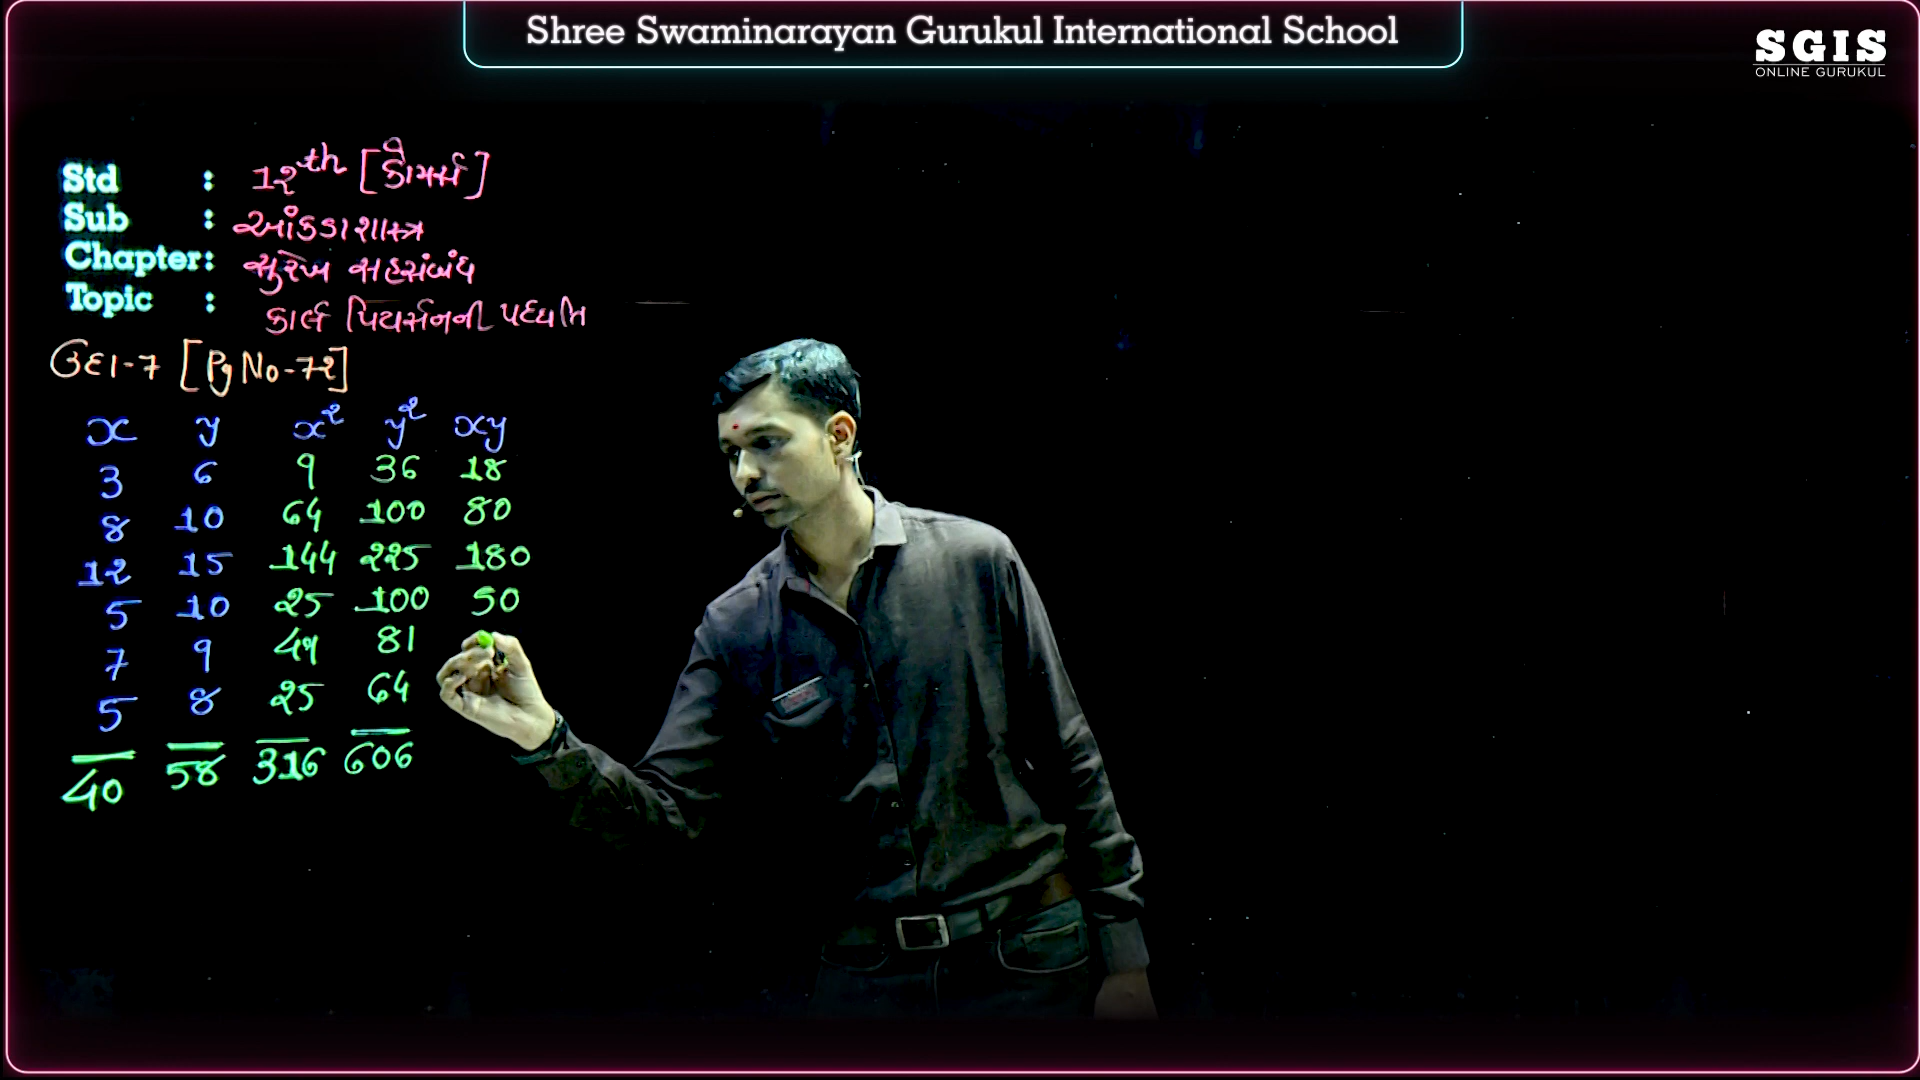 Shree Swaminarayan Gurukul International School
SGIS
ONLINE GURUKUL
Std : 12th [કૉમર્સ]
Sub : આંકડાશાસ્ત્ર
Chapter: સુરેખ સહસંબંધ
Topic : કાર્લ પિયર્સનની પદ્ધતિ
ઉદા-7 [Pg No-72]
x y x² y² xy
3 6 9 36 18
8 10 64 100 80
12 15 144 225 180
5 10 25 100 50
7 9 49 81
5 8 25 64
40 58 316 606